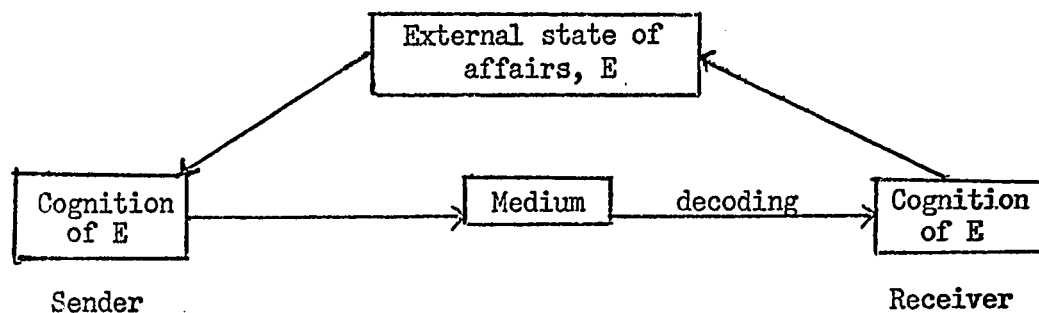 External state of
affairs, E
Cognition
of E
Medium
decoding
Cognition
of E
Sender
Receiver